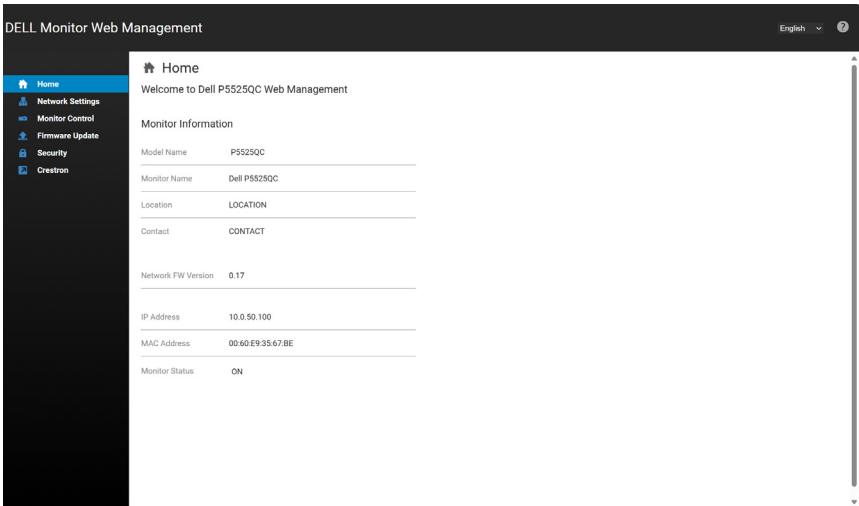 DELL Monitor Web Management
English
?
Home
Network Settings
Monitor Control
Firmware Update
Security
Crestron
Home
Welcome to Dell P5525QC Web Management
Monitor Information
Model Name P5525QC
Monitor Name Dell P5525QC
Location LOCATION
Contact CONTACT
Network FW Version 0.17
IP Address 10.0.50.100
MAC Address 00:60:E9:35:67:BE
Monitor Status ON